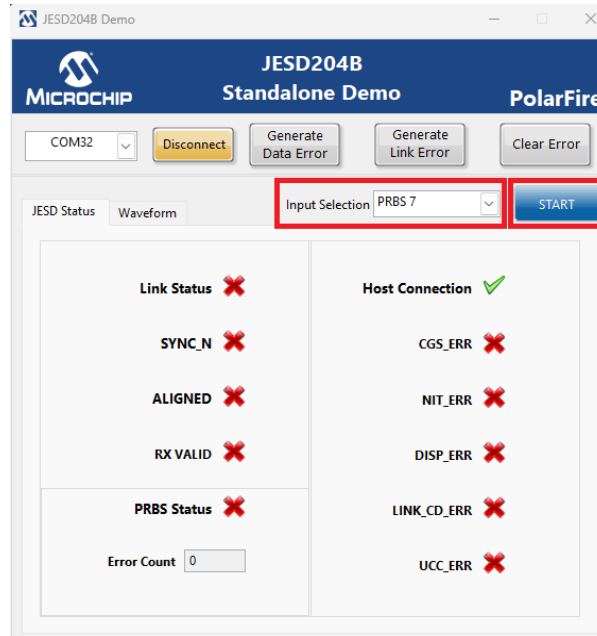 JESD204B Demo
MICROCHIP
JESD204B
Standalone Demo
PolarFire
COM32
Disconnect
Generate
Data Error
Generate
Link Error
Clear Error
JESD Status
Waveform
Input Selection
PRBS 7
START
Link Status
Host Connection
SYNC_N
CGS_ERR
ALIGNED
NIT_ERR
RX VALID
DISP_ERR
PRBS Status
LINK_CD_ERR
Error Count
0
UCC_ERR